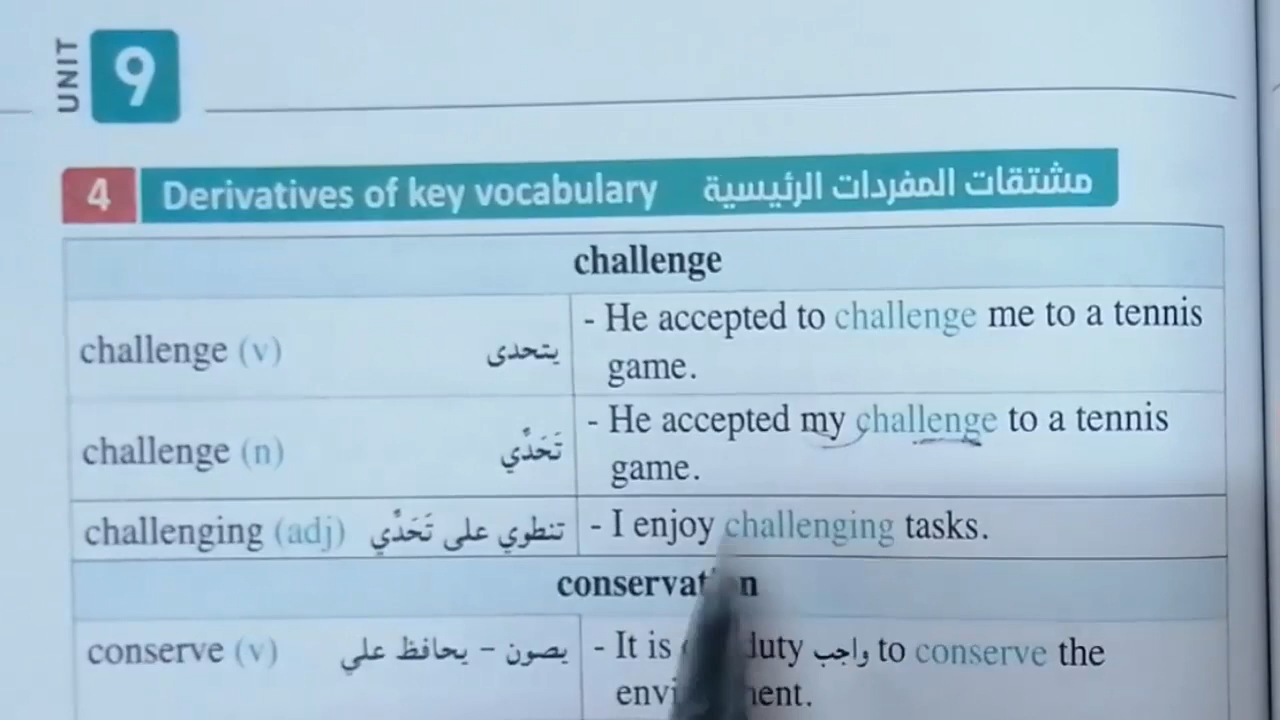 UNIT 9
4 Derivatives of key vocabulary مشتقات المفردات الرئيسية
challenge
challenge (v) يتحدى - He accepted to challenge me to a tennis
game.
challenge (n) تَحَدٍّي - He accepted my challenge to a tennis
game.
challenging (adj) تنطوي على تَحَدٍّي - I enjoy challenging tasks.
conserve (v) يصون - يحافظ علي - It is duty واجب to conserve the